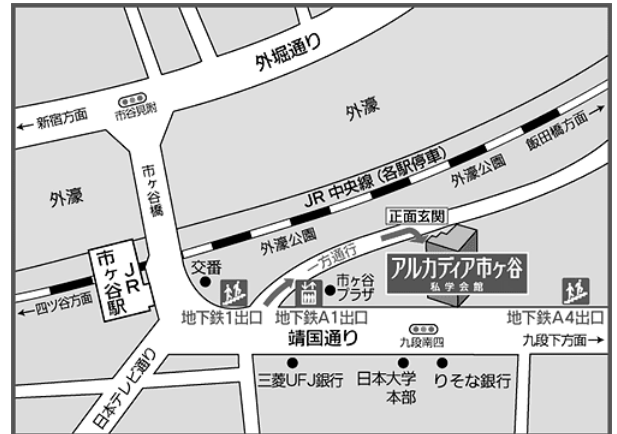 外堀通り
← 新宿方面
市谷見附
外濠
飯田橋方面 →
外濠
市ヶ谷橋
JR 中央線 (各駅停車)
外濠公園
正面玄関
外濠公園
一方通行
交番
JR
市ヶ谷駅
アルカディア市ヶ谷
私学会館
市ヶ谷
プラザ
←四ツ谷方面
地下鉄1出口
地下鉄A1出口
地下鉄A4出口
靖国通り
九段南四
九段下方面→
日本テレビ通り
三菱UFJ銀行
日本大学
本部
りそな銀行